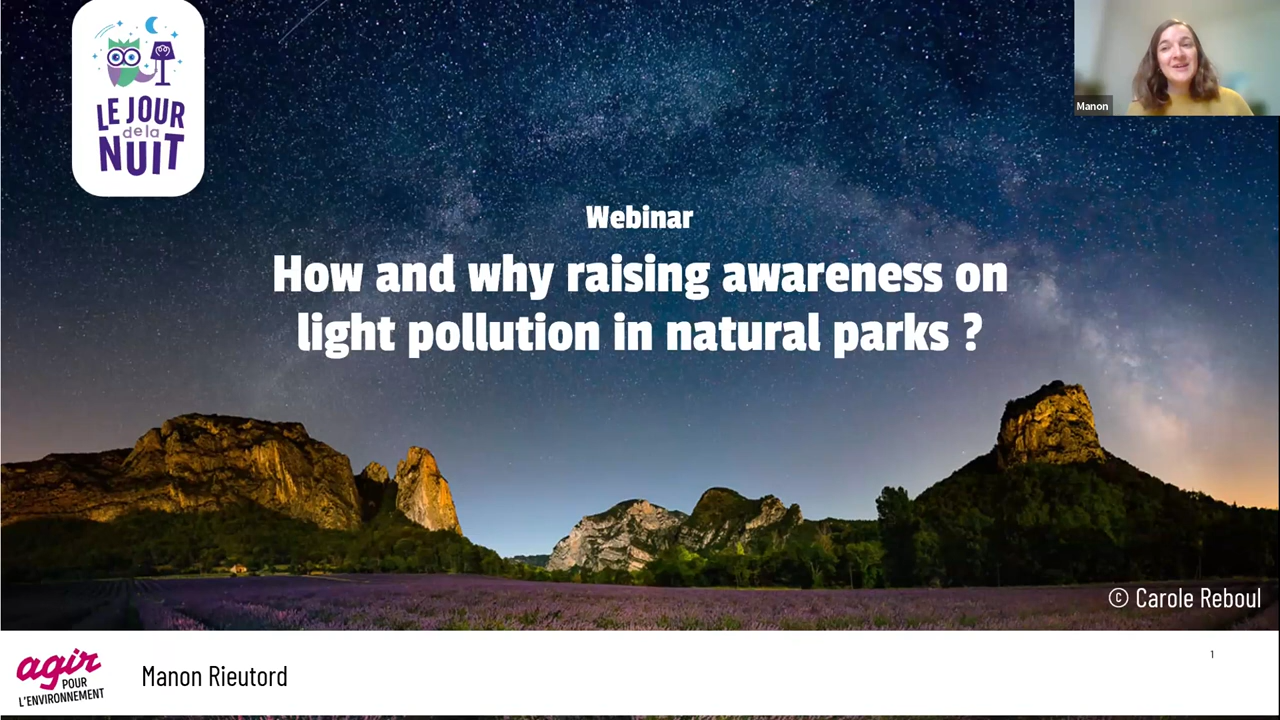 LE JOUR
de la
NUIT
Manon
Webinar
How and why raising awareness on
light pollution in natural parks ?
© Carole Reboul
agir
POUR
L'ENVIRONNEMENT
Manon Rieutord
1